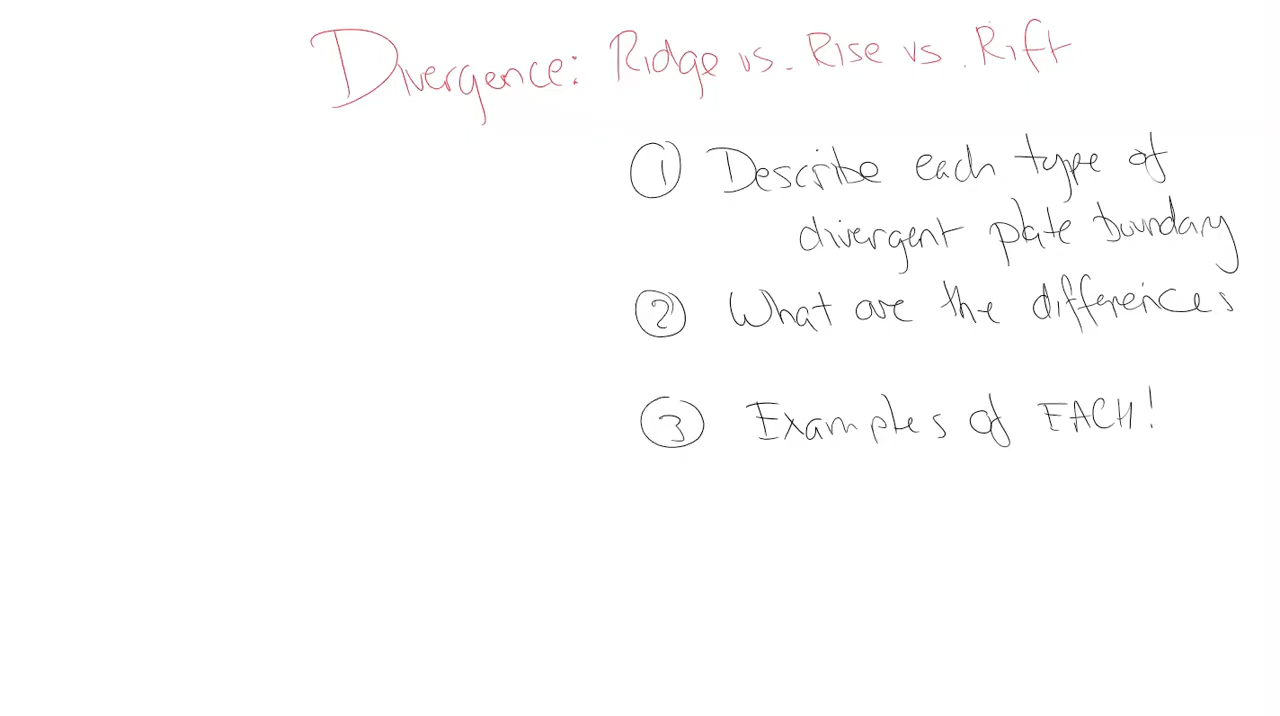 Divergence: Ridge vs. Rise vs. Rift
① Describe each type of
divergent plate boundary
② What are the differences
③ Examples of EACH!